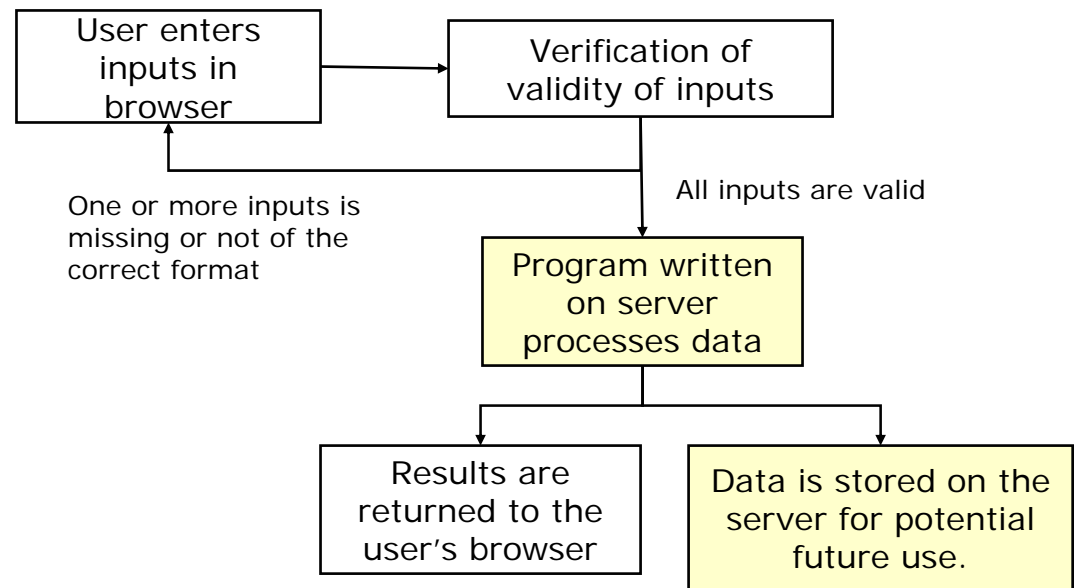 User enters
inputs in
browser
Verification of
validity of inputs
One or more inputs is
missing or not of the
correct format
All inputs are valid
Program written
on server
processes data
Results are
returned to the
user's browser
Data is stored on the
server for potential
future use.